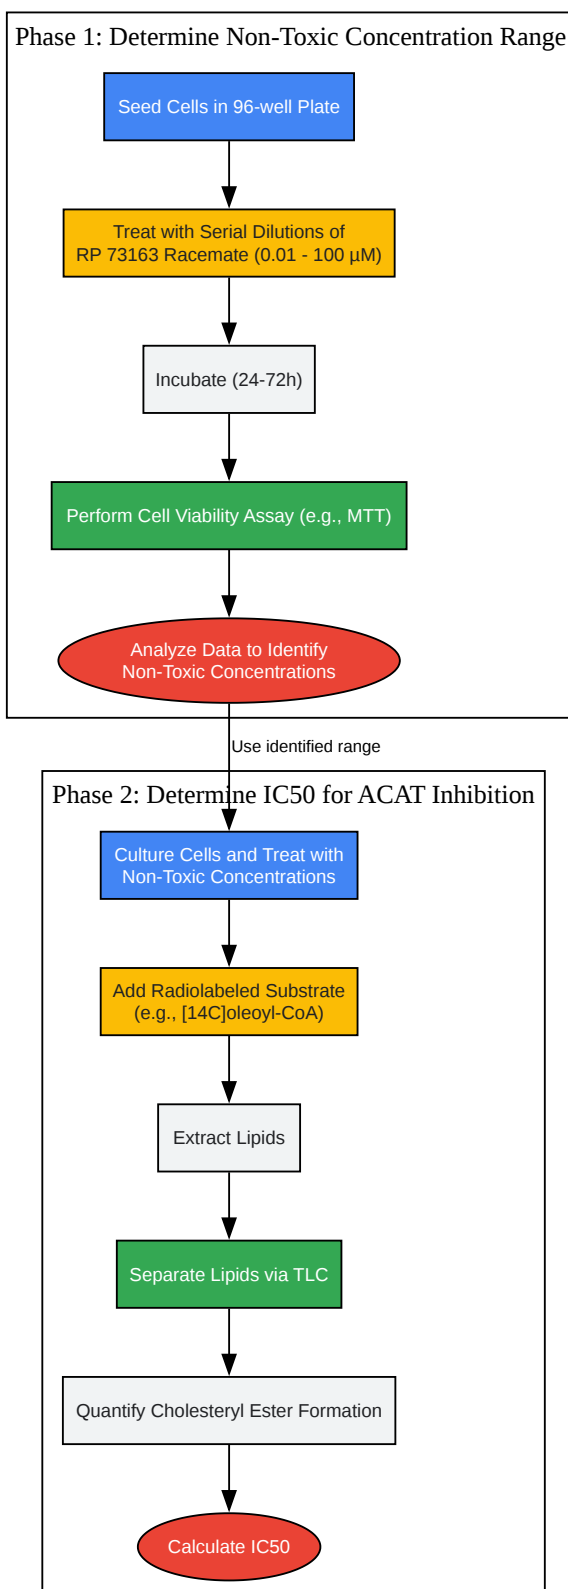 Phase 1: Determine Non-Toxic Concentration Range
Seed Cells in 96-well Plate
Treat with Serial Dilutions of
RP 73163 Racemate (0.01 - 100 µM)
Incubate (24-72h)
Perform Cell Viability Assay (e.g., MTT)
Analyze Data to Identify
Non-Toxic Concentrations
Use identified range
Phase 2: Determine IC50 for ACAT Inhibition
Culture Cells and Treat with
Non-Toxic Concentrations
Add Radiolabeled Substrate
(e.g., [14C]oleoyl-CoA)
Extract Lipids
Separate Lipids via TLC
Quantify Cholesteryl Ester Formation
Calculate IC50